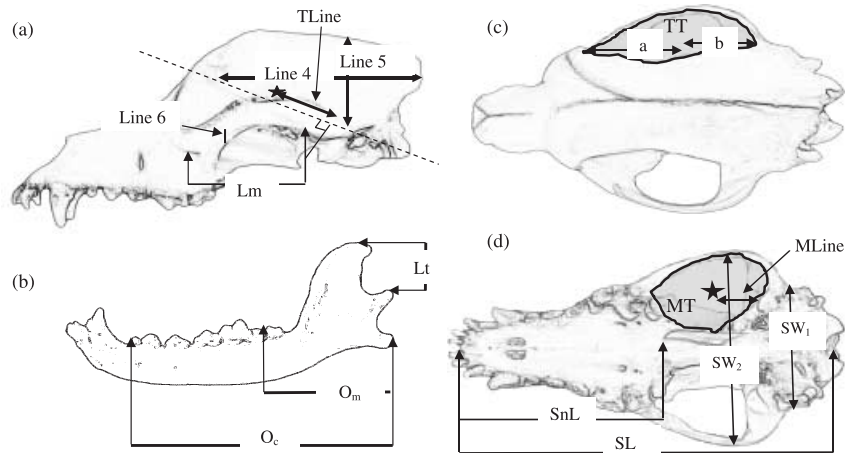 (a)
TLine
Line 4
Line 5
Line 6
Lm
(b)
Lt
Om
Oc
(c)
TT
a
b
(d)
MLine
MT
SW1
SW2
SnL
SL